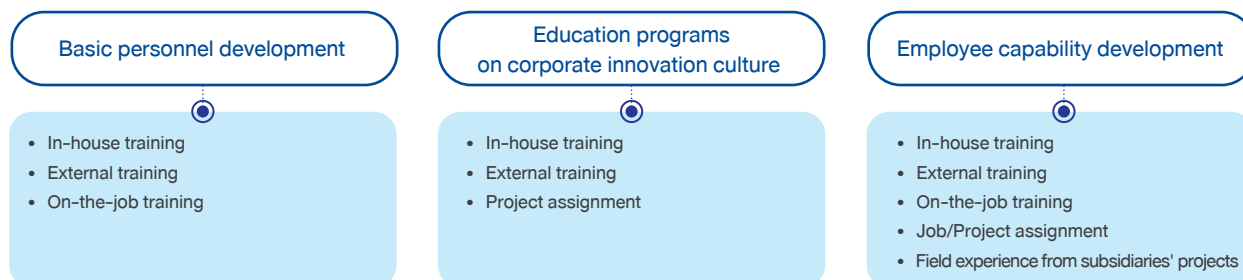 Basic personnel development
• In-house training
• External training
• On-the-job training
Education programs
on corporate innovation culture
• In-house training
• External training
• Project assignment
Employee capability development
• In-house training
• External training
• On-the-job training
• Job/Project assignment
• Field experience from subsidiaries' projects